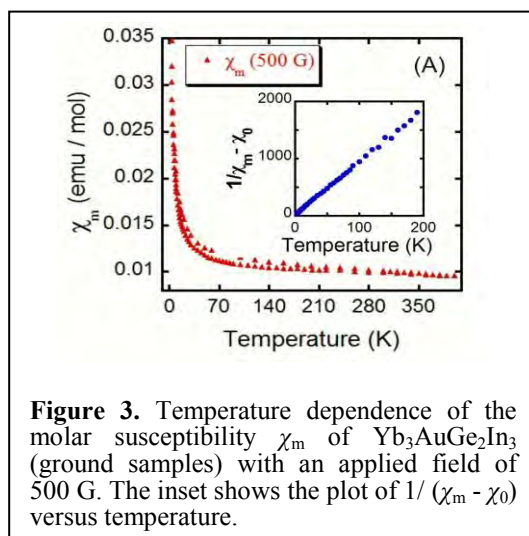 0.035
0.03
0.025
0.02
0.015
0.01
χm (emu / mol)
χm (500 G)
(A)
2000
1000
0
1/χm - χ0
0 100 200
Temperature (K)
0 70 140 210 280 350
Temperature (K)
Figure 3. Temperature dependence of the
molar susceptibility χm of Yb3AuGe2In3
(ground samples) with an applied field of
500 G. The inset shows the plot of 1/ (χm - χ0)
versus temperature.